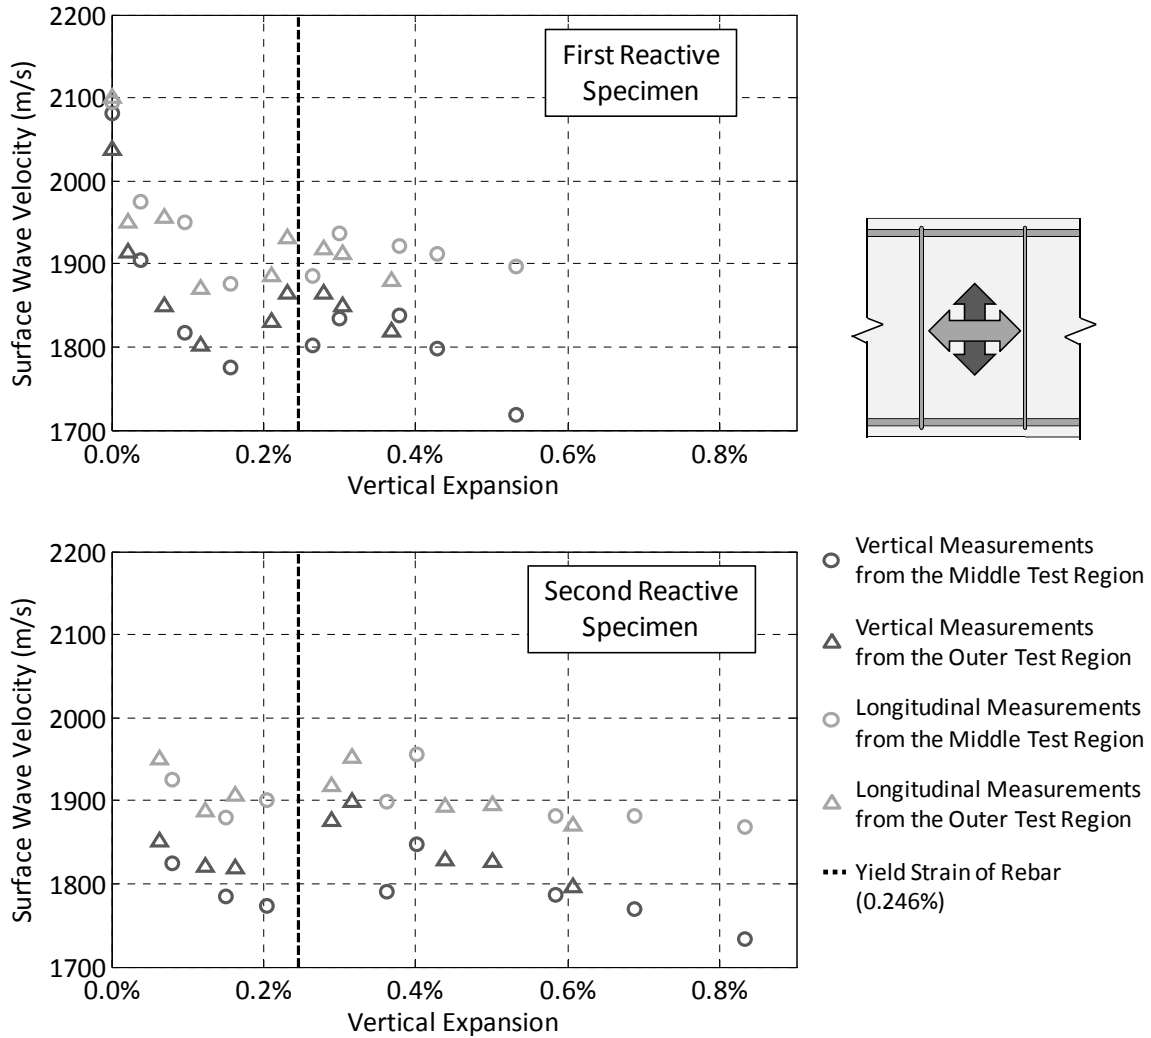 2200
2100
2000
1900
1800
1700
Surface Wave Velocity (m/s)
First Reactive
Specimen
0.0%
0.2%
0.4%
0.6%
0.8%
Vertical Expansion
2200
2100
2000
1900
1800
1700
Surface Wave Velocity (m/s)
Second Reactive
Specimen
0.0%
0.2%
0.4%
0.6%
0.8%
Vertical Expansion
Vertical Measurements
from the Middle Test Region
Vertical Measurements
from the Outer Test Region
Longitudinal Measurements
from the Middle Test Region
Longitudinal Measurements
from the Outer Test Region
Yield Strain of Rebar
(0.246%)